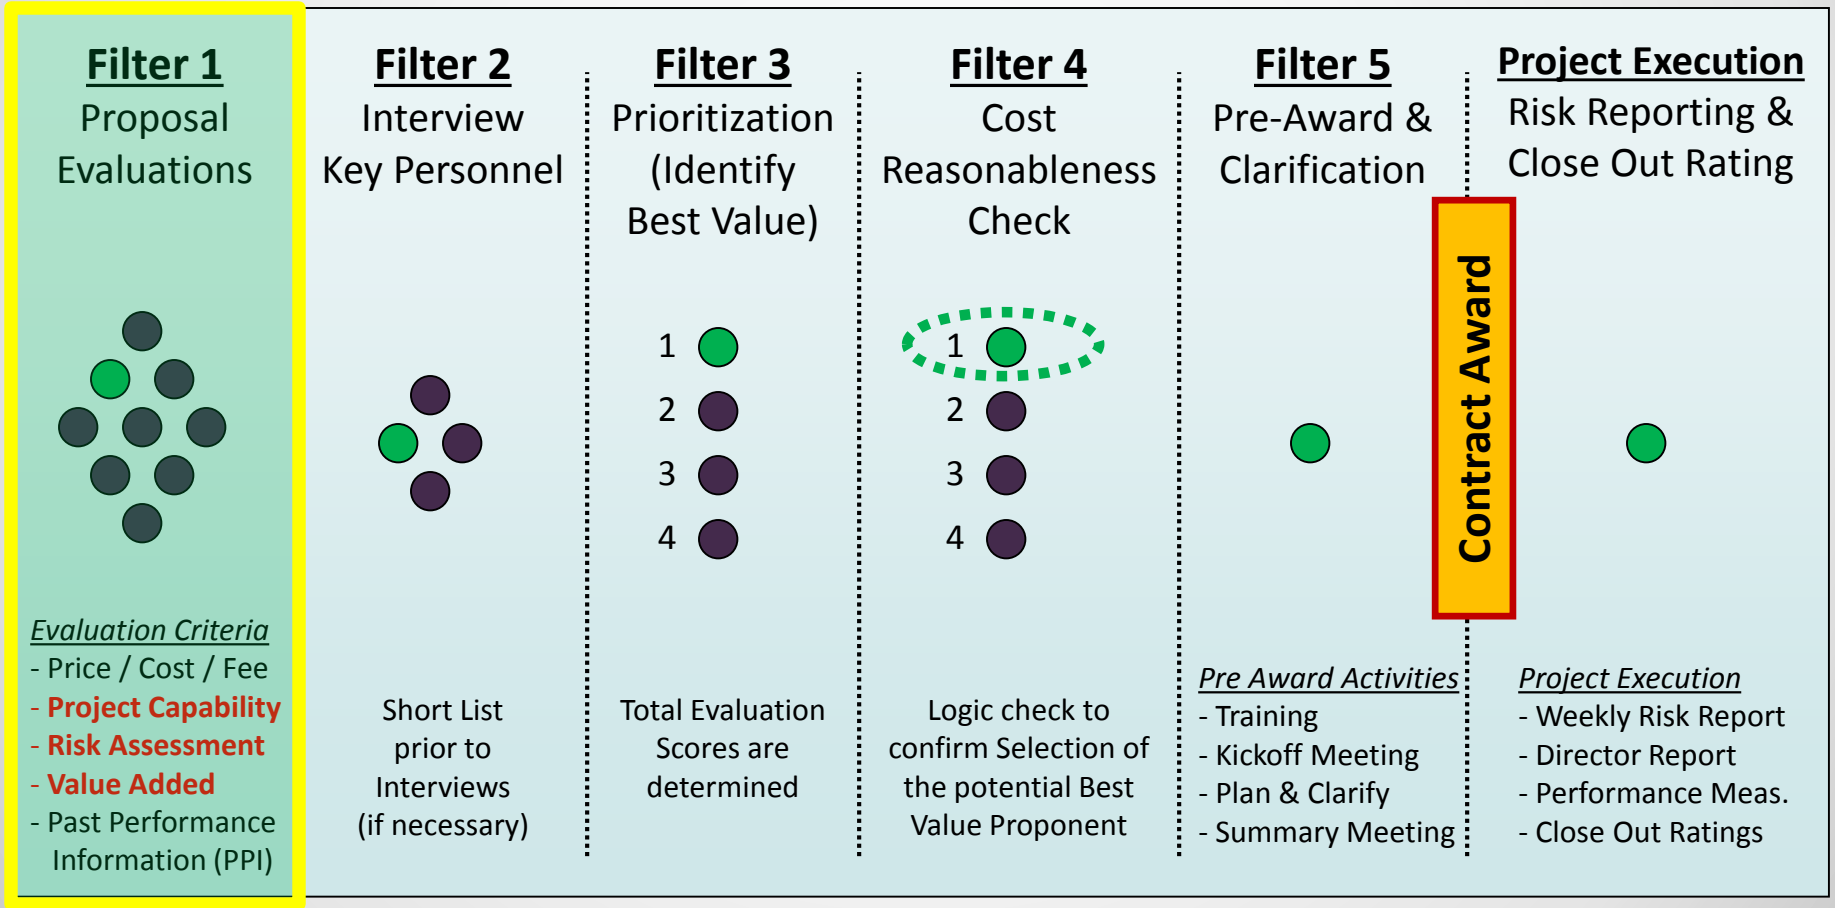 Filter 1
Proposal
Evaluations
Evaluation Criteria
- Price / Cost / Fee
- Project Capability
- Risk Assessment
- Value Added
- Past Performance
Information (PPI)
Filter 2
Interview
Key Personnel
Short List
prior to
Interviews
(if necessary)
Filter 3
Prioritization
(Identify
Best Value)
1
2
3
4
Total Evaluation
Scores are
determined
Filter 4
Cost
Reasonableness
Check
1
2
3
4
Logic check to
confirm Selection of
the potential Best
Value Proponent
Filter 5
Pre-Award &
Clarification
Pre Award Activities
- Training
- Kickoff Meeting
- Plan & Clarify
- Summary Meeting
Contract Award
Project Execution
Risk Reporting &
Close Out Rating
Project Execution
- Weekly Risk Report
- Director Report
- Performance Meas.
- Close Out Ratings